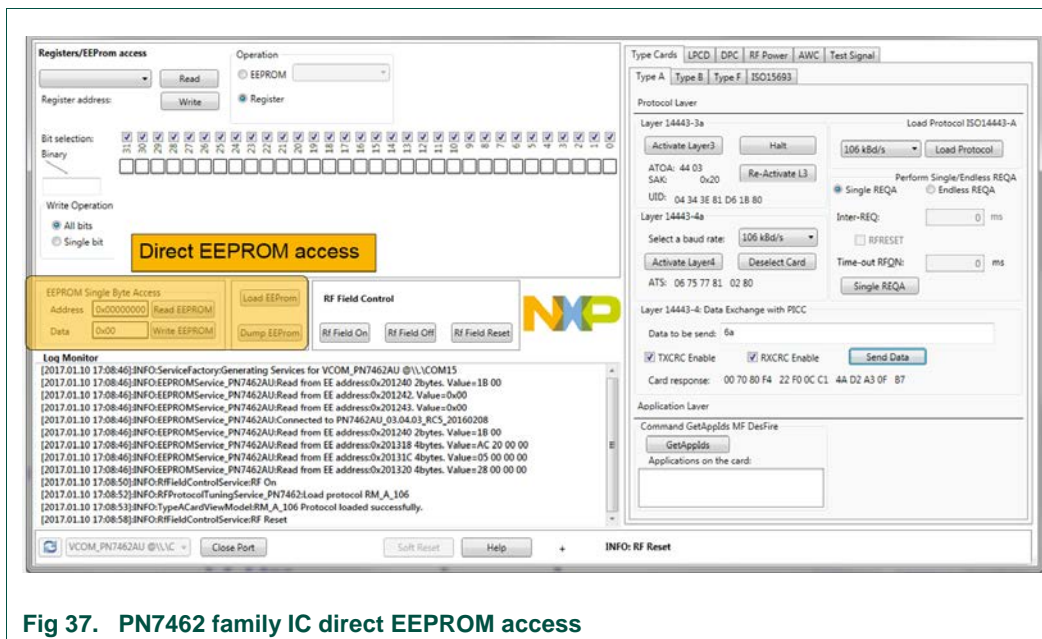 Registers/EEProm access
Operation
EEPROM
Read
Register address:
Write
Register
Bit selection:
31 30 29 28 27 26 25 24 23 22 21 20 19 18 17 16 15 14 13 12 11 10 9 8 7 6 5 4 3 2 1 0
Binary
Write Operation
All bits
Single bit
Direct EEPROM access
EEPROM Single Byte Access
Address 0x00000000 Read EEPROM
Data 0x00 Write EEPROM
Load EEProm
Dump EEProm
RF Field Control
Rf Field On Rf Field Off Rf Field Reset
NXP
Log Monitor
[2017.01.10 17:08:46]:INFO:ServiceFactory:Generating Services for VCOM_PN7462AU @\\.\COM15
[2017.01.10 17:08:46]:INFO:EEPROMService_PN7462AU:Read from EE address:0x201240 2bytes. Value=1B 00
[2017.01.10 17:08:46]:INFO:EEPROMService_PN7462AU:Read from EE address:0x201242. Value=0x00
[2017.01.10 17:08:46]:INFO:EEPROMService_PN7462AU:Read from EE address:0x201243. Value=0x00
[2017.01.10 17:08:46]:INFO:EEPROMService_PN7462AU:Connected to PN7462AU_03.04.03_RC5_20160208
[2017.01.10 17:08:46]:INFO:EEPROMService_PN7462AU:Read from EE address:0x201240 2bytes. Value=1B 00
[2017.01.10 17:08:46]:INFO:EEPROMService_PN7462AU:Read from EE address:0x201318 4bytes. Value=AC 20 00 00
[2017.01.10 17:08:46]:INFO:EEPROMService_PN7462AU:Read from EE address:0x20131C 4bytes. Value=05 00 00 00
[2017.01.10 17:08:46]:INFO:EEPROMService_PN7462AU:Read from EE address:0x201320 4bytes. Value=28 00 00 00
[2017.01.10 17:08:50]:INFO:RfFieldControlService:RF On
[2017.01.10 17:08:52]:INFO:RFProtocolTuningService_PN7462:Load protocol RM_A_106
[2017.01.10 17:08:53]:INFO:TypeACardViewModel:RM_A_106 Protocol loaded successfully.
[2017.01.10 17:08:58]:INFO:RfFieldControlService:RF Reset
VCOM_PN7462AU @\\.\C Close Port Soft Reset Help + INFO: RF Reset
Type Cards LPCD DPC RF Power AWC Test Signal
Type A Type B Type F ISO15693
Protocol Layer
Layer 14443-3a
Activate Layer3 Halt
ATQA: 44 03
SAK: 0x20
Re-Activate L3
UID: 04 34 3E 81 D6 1B 80
Load Protocol ISO14443-A
106 kBd/s Load Protocol
Perform Single/Endless REQA
Single REQA Endless REQA
Inter-REQ: 0 ms
RFRESET
Time-out RFON: 0 ms
Single REQA
Layer 14443-4a
Select a baud rate: 106 kBd/s
Activate Layer4 Deselect Card
ATS: 06 75 77 81 02 80
Layer 14443-4: Data Exchange with PICC
Data to be send: 6a
TXCRC Enable RXCRC Enable Send Data
Card response: 00 70 80 F4 22 F0 0C C1 4A D2 A3 0F 87
Application Layer
Command GetAppIds MF DesFire
GetAppIds
Applications on the card:
Fig 37. PN7462 family IC direct EEPROM access